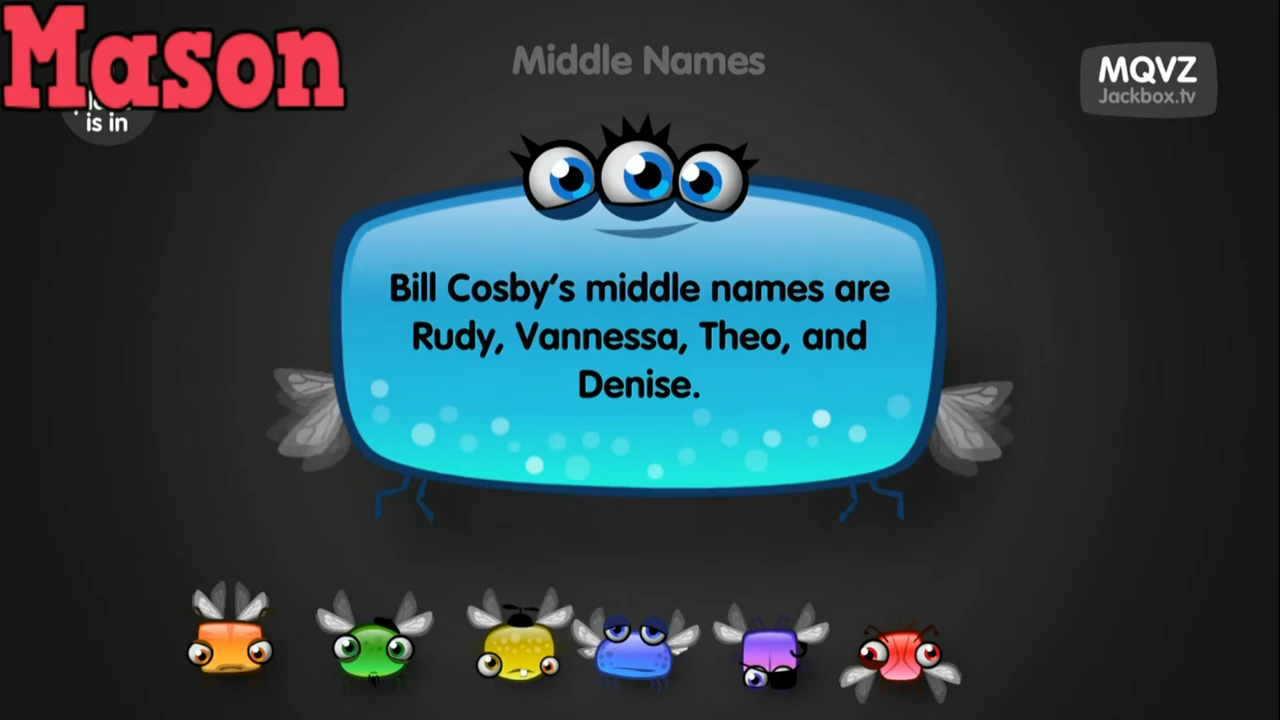 Mason
is in
Middle Names
MQVZ
Jackbox.tv
Bill Cosby's middle names are
Rudy, Vannessa, Theo, and
Denise.